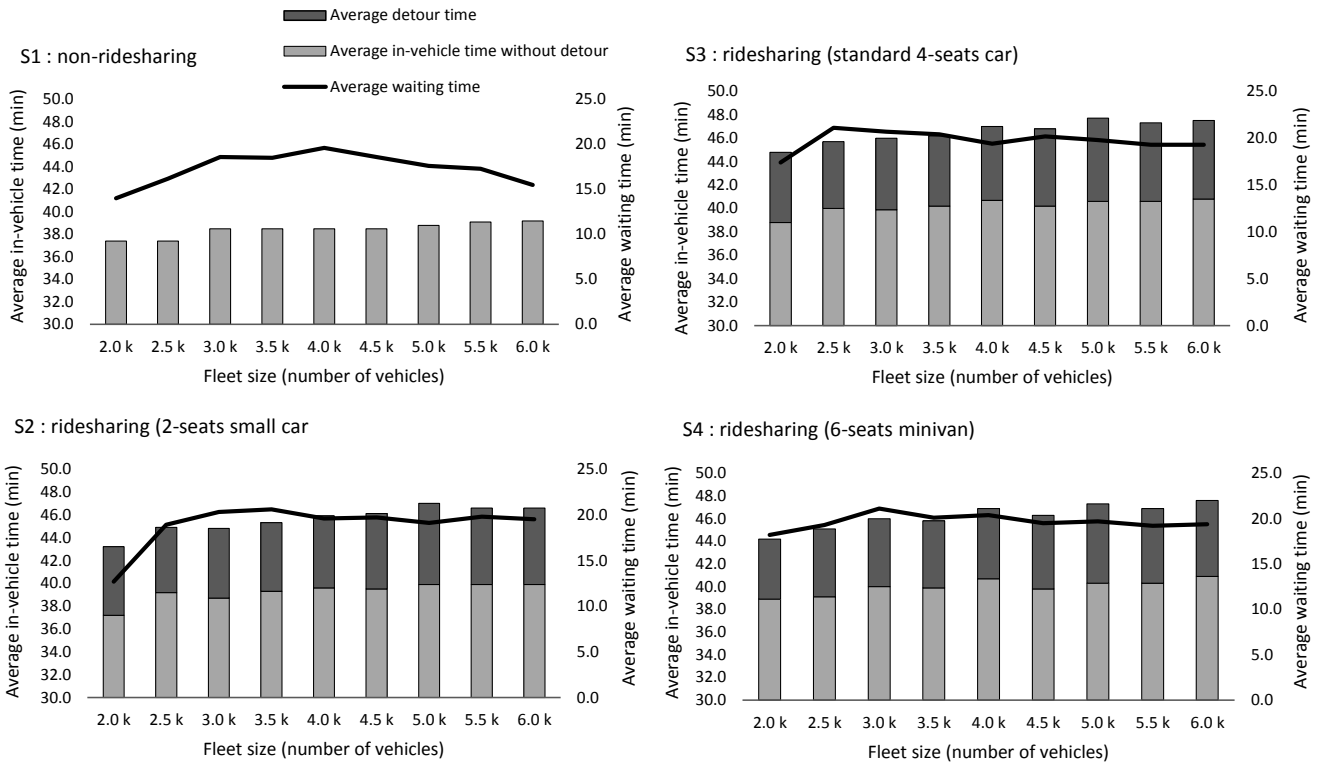 Average detour time
Average in-vehicle time without detour
Average waiting time
S1 : non-ridesharing
Average in-vehicle time (min)
50.0
48.0
46.0
44.0
42.0
40.0
38.0
36.0
34.0
32.0
30.0
25.0
20.0
15.0
10.0
5.0
0.0
Average waiting time (min)
2.0 k 2.5 k 3.0 k 3.5 k 4.0 k 4.5 k 5.0 k 5.5 k 6.0 k
Fleet size (number of vehicles)
S3 : ridesharing (standard 4-seats car)
Average in-vehicle time (min)
50.0
48.0
46.0
44.0
42.0
40.0
38.0
36.0
34.0
32.0
30.0
25.0
20.0
15.0
10.0
5.0
0.0
Average waiting time (min)
2.0 k 2.5 k 3.0 k 3.5 k 4.0 k 4.5 k 5.0 k 5.5 k 6.0 k
Fleet size (number of vehicles)
S2 : ridesharing (2-seats small car
Average in-vehicle time (min)
50.0
48.0
46.0
44.0
42.0
40.0
38.0
36.0
34.0
32.0
30.0
25.0
20.0
15.0
10.0
5.0
0.0
Average waiting time (min)
2.0 k 2.5 k 3.0 k 3.5 k 4.0 k 4.5 k 5.0 k 5.5 k 6.0 k
Fleet size (number of vehicles)
S4 : ridesharing (6-seats minivan)
Average in-vehicle time (min)
50.0
48.0
46.0
44.0
42.0
40.0
38.0
36.0
34.0
32.0
30.0
25.0
20.0
15.0
10.0
5.0
0.0
Average waiting time (min)
2.0 k 2.5 k 3.0 k 3.5 k 4.0 k 4.5 k 5.0 k 5.5 k 6.0 k
Fleet size (number of vehicles)